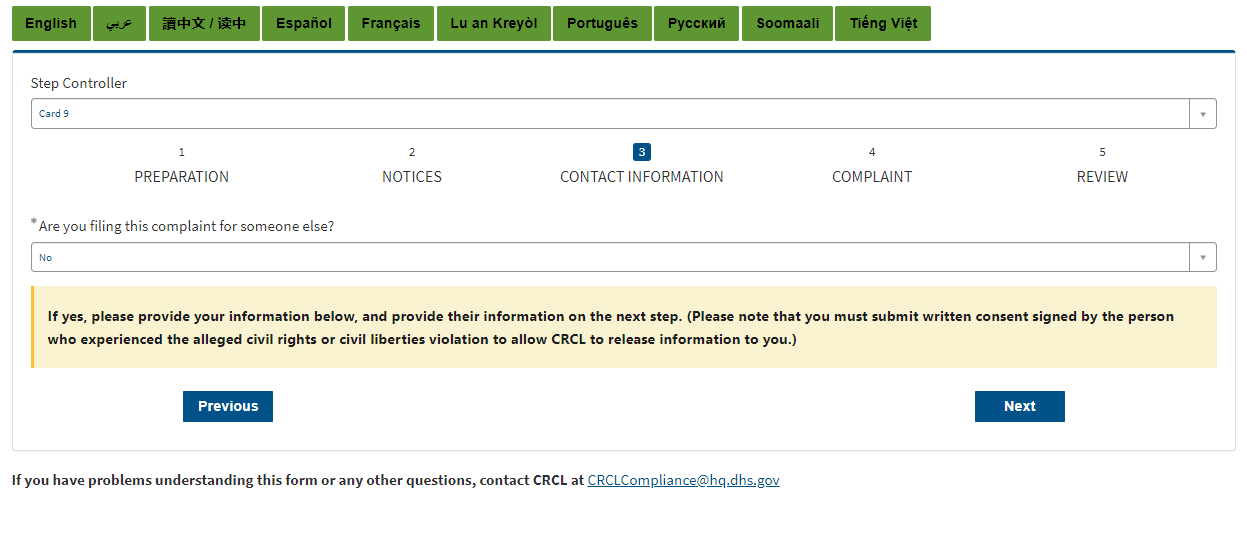 English
عربي
讀中文 / 读中
Español
Français
Lu an Kreyòl
Português
Русский
Soomaali
Tiếng Việt
Step Controller
Card 9
1
2
3
4
5
PREPARATION
NOTICES
CONTACT INFORMATION
COMPLAINT
REVIEW
* Are you filing this complaint for someone else?
No
If yes, please provide your information below, and provide their information on the next step. (Please note that you must submit written consent signed by the person
who experienced the alleged civil rights or civil liberties violation to allow CRCL to release information to you.)
Previous
Next
If you have problems understanding this form or any other questions, contact CRCL at CRCLCompliance@hq.dhs.gov